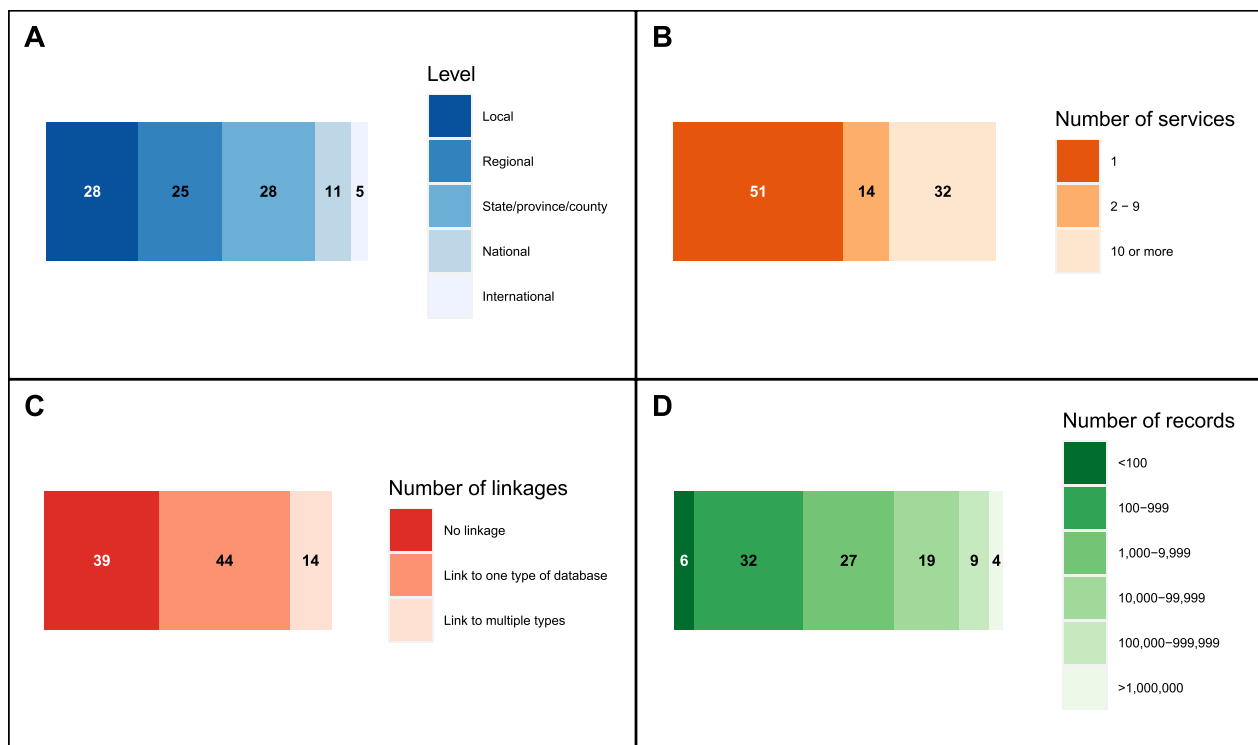 A
Level
Local
Regional
State/province/county
National
International
28
25
28
11
5
B
Number of services
1
2 − 9
10 or more
51
14
32
C
Number of linkages
No linkage
Link to one type of database
Link to multiple types
39
44
14
D
Number of records
<100
100−999
1,000−9,999
10,000−99,999
100,000−999,999
>1,000,000
6
32
27
19
9
4